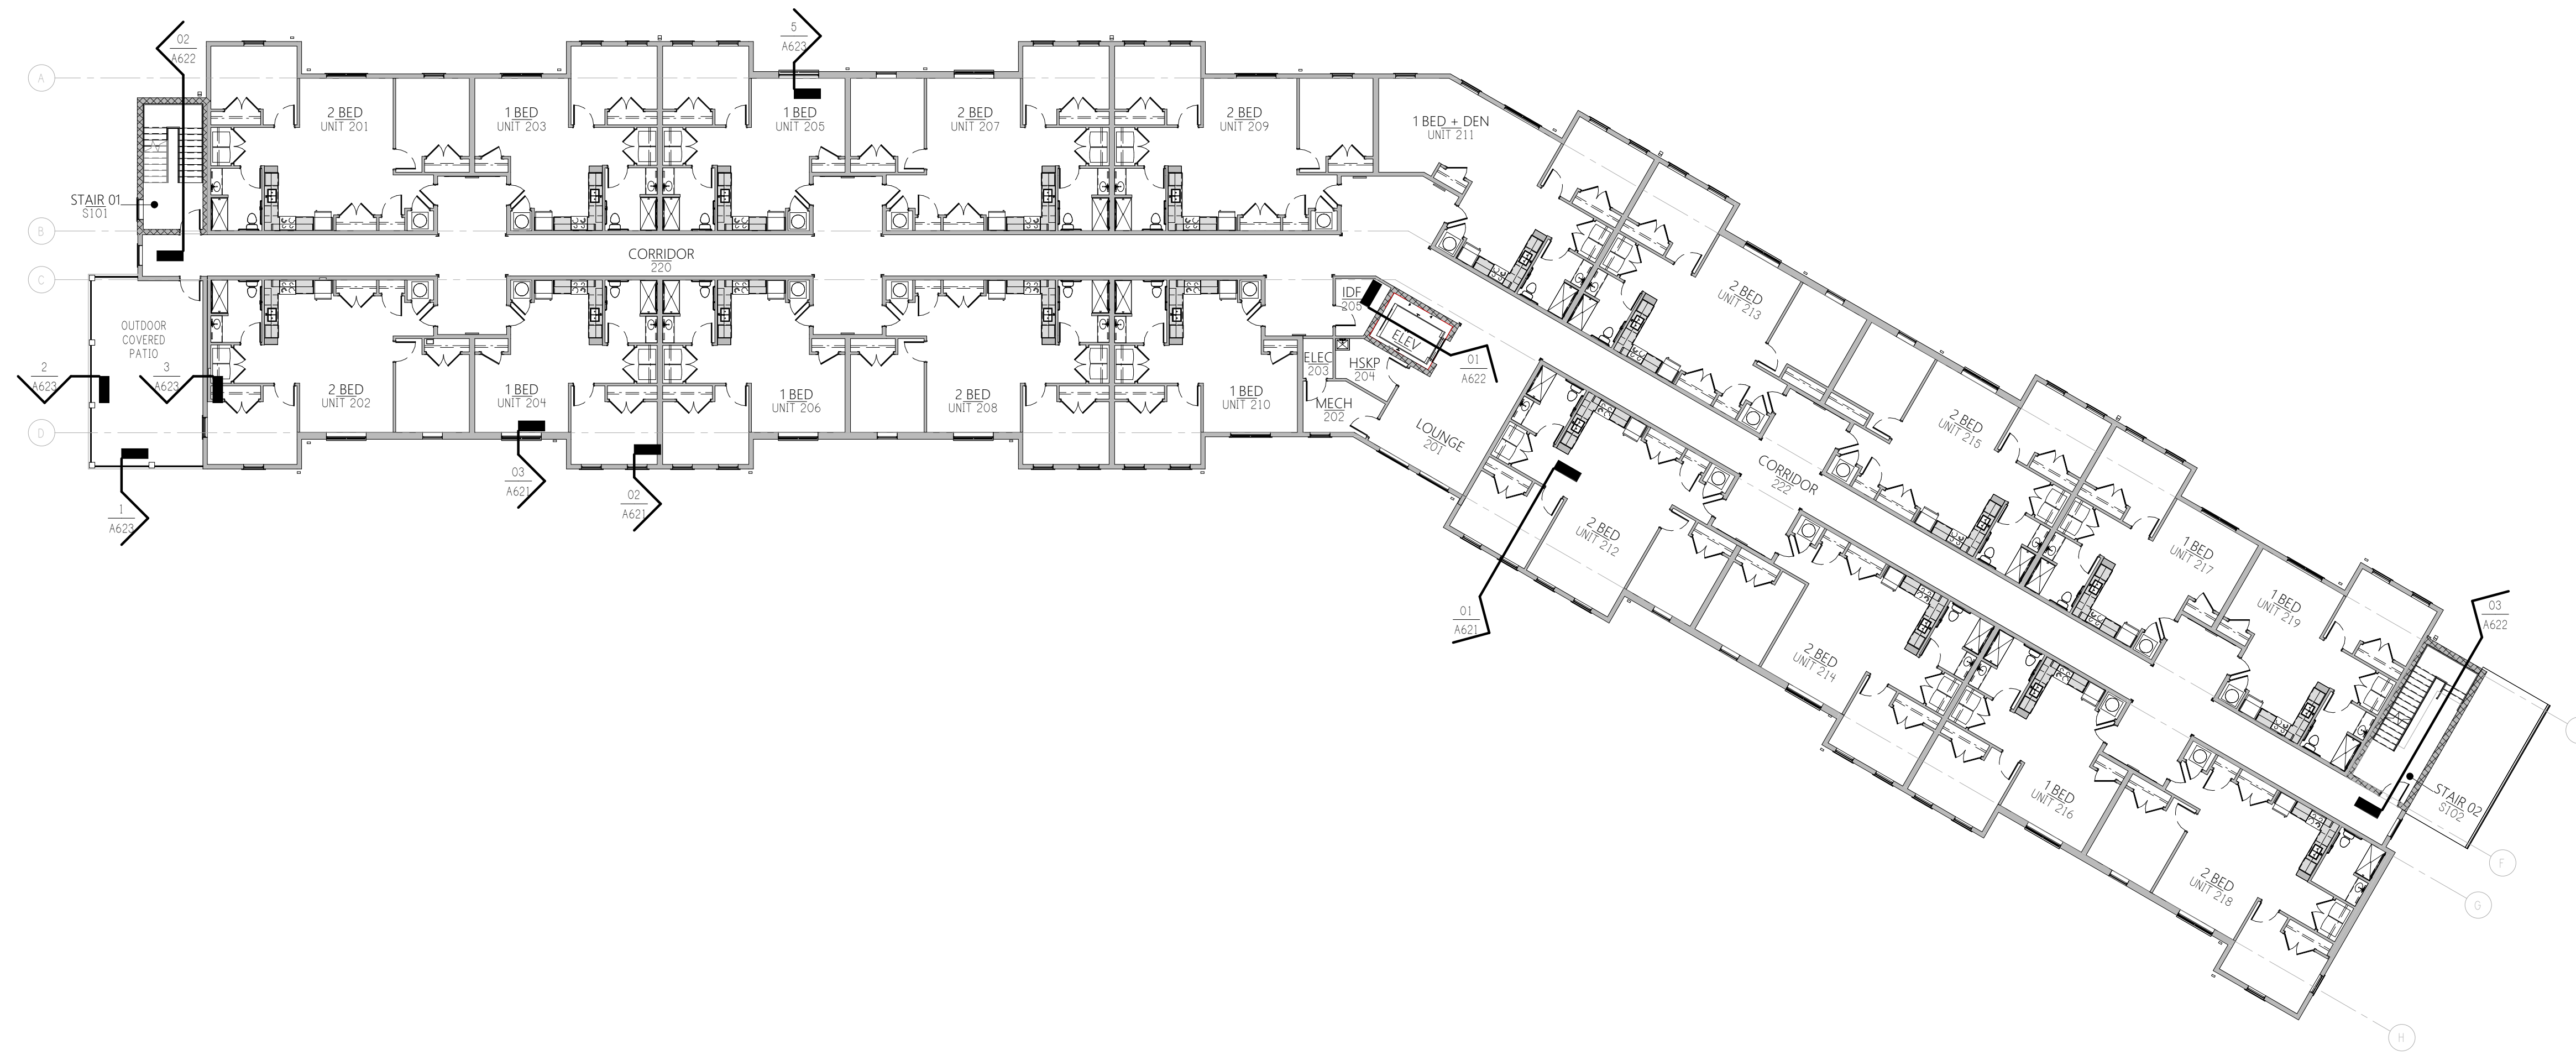 02
A622
5
A623
A
2 BED
UNIT 201
1 BED
UNIT 203
1 BED
UNIT 205
2 BED
UNIT 207
2 BED
UNIT 209
1 BED + DEN
UNIT 211
STAIR 01
S101
B
CORRIDOR
220
C
IDF
205
ELEV
2 BED
UNIT 213
OUTDOOR
COVERED
PATIO
2
A623
3
A623
2 BED
UNIT 202
1 BED
UNIT 204
1 BED
UNIT 206
2 BED
UNIT 208
1 BED
UNIT 210
ELEC
203
HSKP
204
01
A622
MECH
202
LOUNGE
201
D
2 BED
UNIT 215
03
A621
02
A621
1
A623
CORRIDOR
222
2 BED
UNIT 212
1 BED
UNIT 217
01
A621
1 BED
UNIT 219
03
A622
2 BED
UNIT 214
1 BED
UNIT 216
STAIR 02
S102
2 BED
UNIT 218
F
G
H